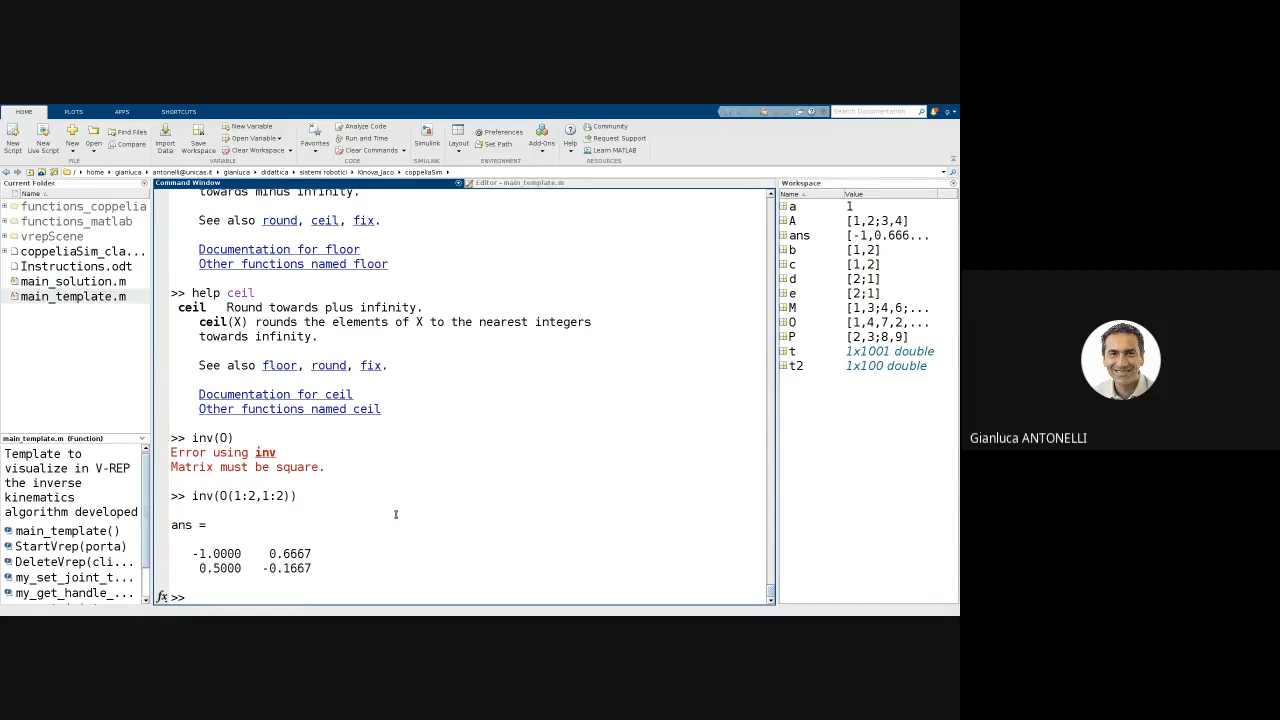 HOME PLOTS APPS SHORTCUTS
Search Documentation g
New Script
New Live Script
New
Open
Find Files
Compare
Import Data
Save Workspace
New Variable
Open Variable
Clear Workspace
Favorites
Analyze Code
Run and Time
Clear Commands
Simulink
Layout
Preferences
Set Path
Add-Ons
Help
Community
Request Support
Learn MATLAB
FILE VARIABLE CODE SIMULINK ENVIRONMENT RESOURCES
/ home gianluca antonelli@unicas.it gianluca didattica sistemi robotici Kinova_Jaco coppeliaSim
Current Folder
Name
functions_coppelia
functions_matlab
vrepScene
coppeliaSim_cla...
Instructions.odt
main_solution.m
main_template.m
main_template.m (Function)
Template to
visualize in V-REP
the inverse
kinematics
algorithm developed
main_template()
StartVrep(porta)
DeleteVrep(cli...
my_set_joint_t...
my_get_handle_...
Command Window
Editor - main_template.m
towards minus infinity.
See also round, ceil, fix.
Documentation for floor
Other functions named floor
>> help ceil
ceil Round towards plus infinity.
ceil(X) rounds the elements of X to the nearest integers
towards infinity.
See also floor, round, fix.
Documentation for ceil
Other functions named ceil
>> inv(O)
Error using inv
Matrix must be square.
>> inv(O(1:2,1:2))
ans =
-1.0000 0.6667
0.5000 -0.1667
fx >>
Workspace
Name Value
a 1
A [1,2;3,4]
ans [-1,0.666...
b [1,2]
c [1,2]
d [2;1]
e [2;1]
M [1,3;4,6;...
O [1,4,7,2,...
P [2,3;8,9]
t 1x1001 double
t2 1x100 double
Gianluca ANTONELLI